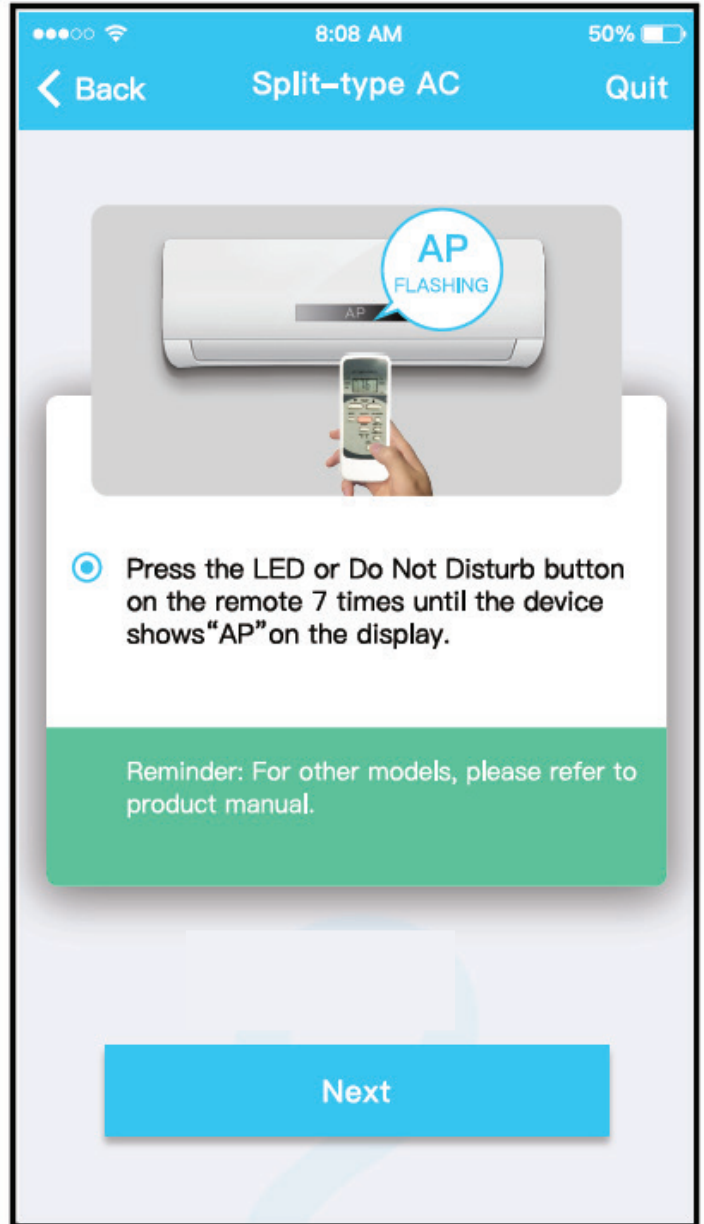 8:08 AM
50%
Back
Split-type AC
Quit
AP
FLASHING
AP
Press the LED or Do Not Disturb button
on the remote 7 times until the device
shows“AP”on the display.
Reminder: For other models, please refer to
product manual.
Next